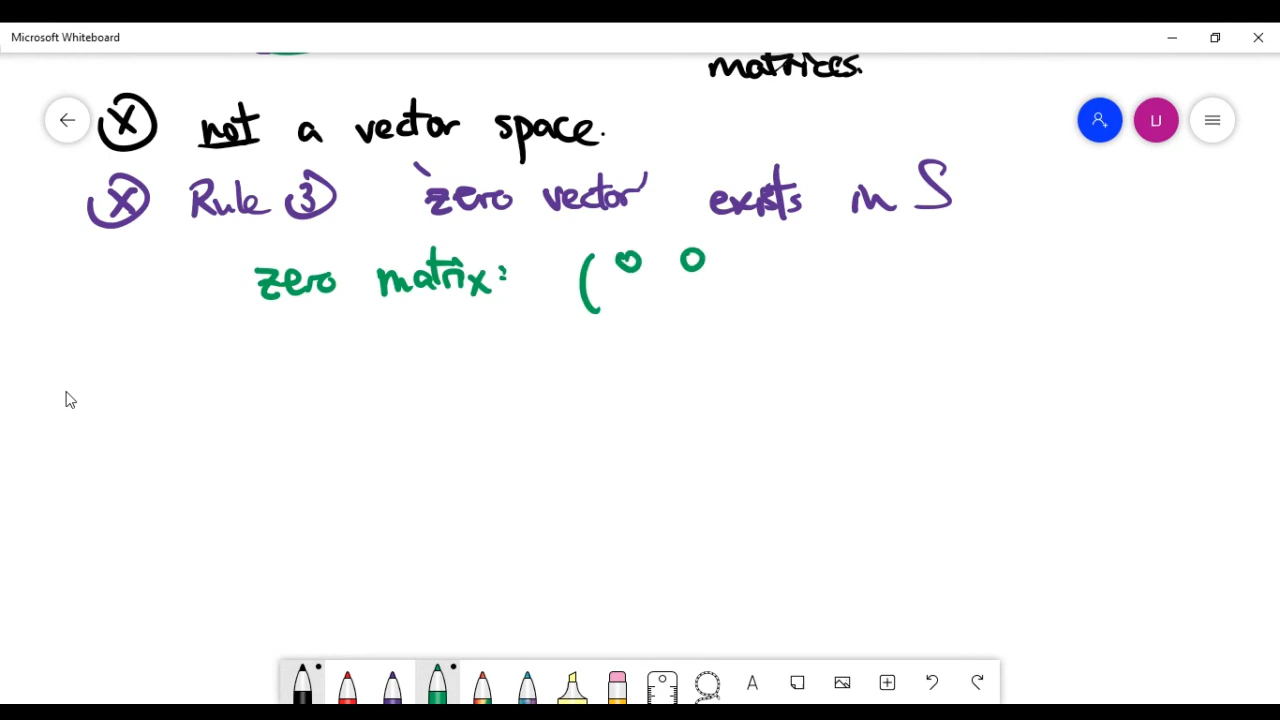 Microsoft Whiteboard
matrices.
ⓧ not a vector space.
ⓧ Rule ③ 'zero vector' exists in S
zero matrix: ( 0 0
A